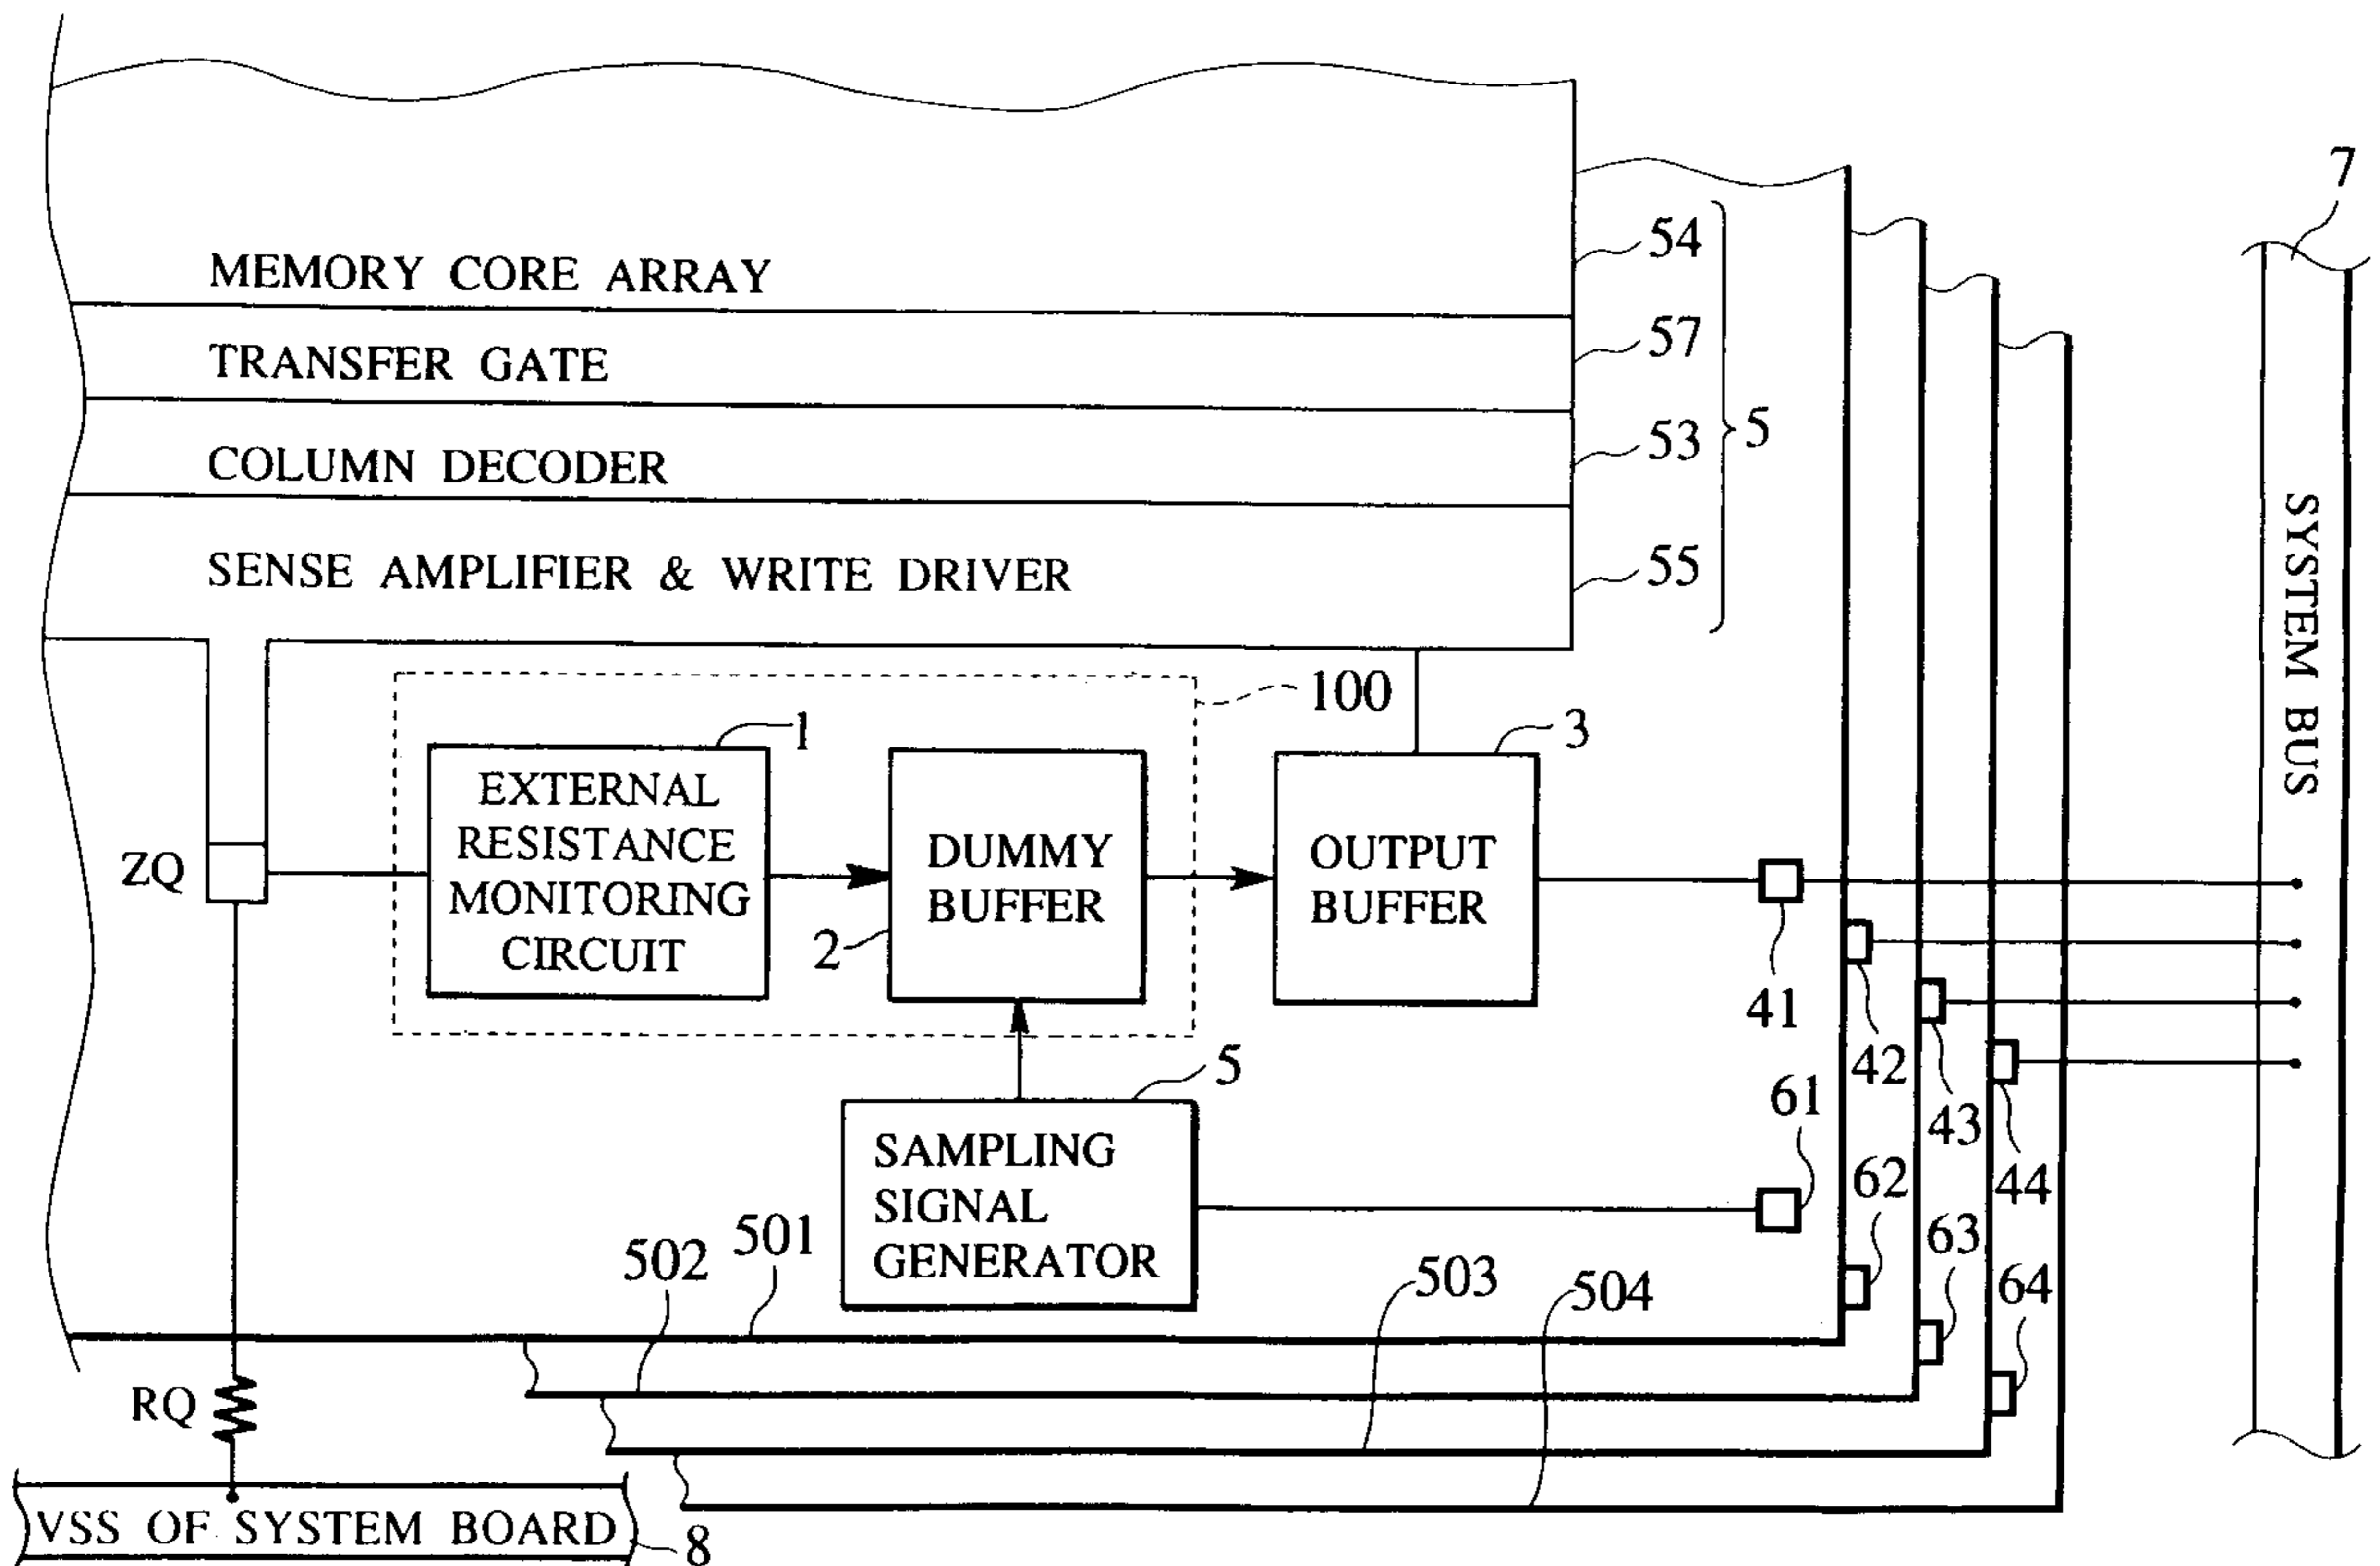 7
MEMORY CORE ARRAY
54
TRANSFER GATE
57
COLUMN DECODER
53
5
SENSE AMPLIFIER & WRITE DRIVER
55
SYSTEM BUS
100
1
EXTERNAL
RESISTANCE
MONITORING
CIRCUIT
2
DUMMY
BUFFER
3
OUTPUT
BUFFER
ZQ
41
42
43
44
5
SAMPLING
SIGNAL
GENERATOR
61
62
63
64
501
502
503
504
RQ
VSS OF SYSTEM BOARD
8